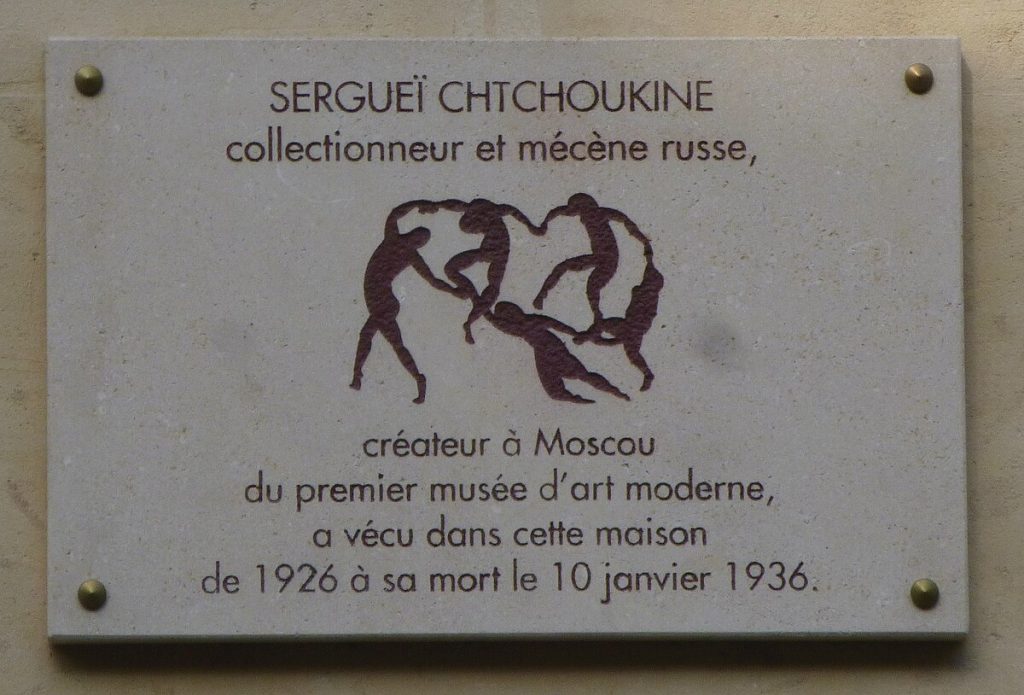 SERGUEÏ CHTCHOUKINE
collectionneur et mécène russe,
créateur à Moscou
du premier musée d'art moderne,
a vécu dans cette maison
de 1926 à sa mort le 10 janvier 1936.